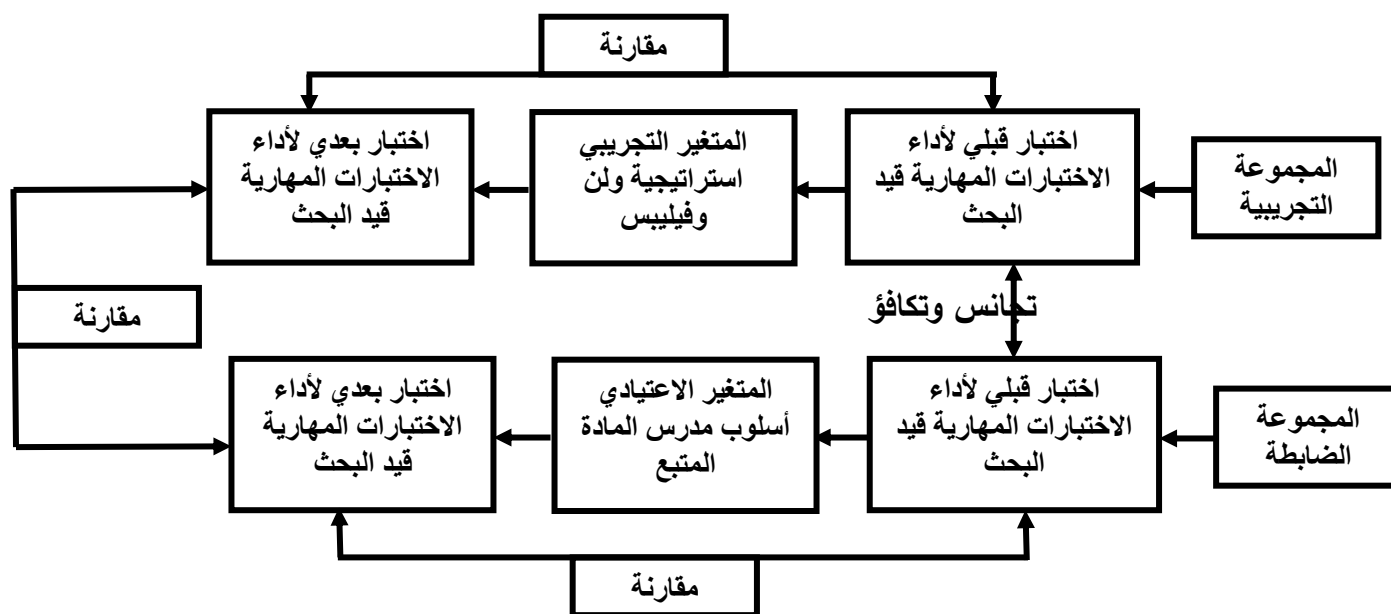 مقارنة
المجموعة
التجريبية
اختبار قبلي لأداء
الاختبارات المهارية قيد
البحث
المتغير التجريبي
استراتيجية ولن
وفيليبس
اختبار بعدي لأداء
الاختبارات المهارية
قيد البحث
تجانس وتكافؤ
مقارنة
المجموعة
الضابطة
اختبار قبلي لأداء
الاختبارات المهارية قيد
البحث
المتغير الاعتيادي
أسلوب مدرس المادة
المتبع
اختبار بعدي لأداء
الاختبارات المهارية
قيد البحث
مقارنة